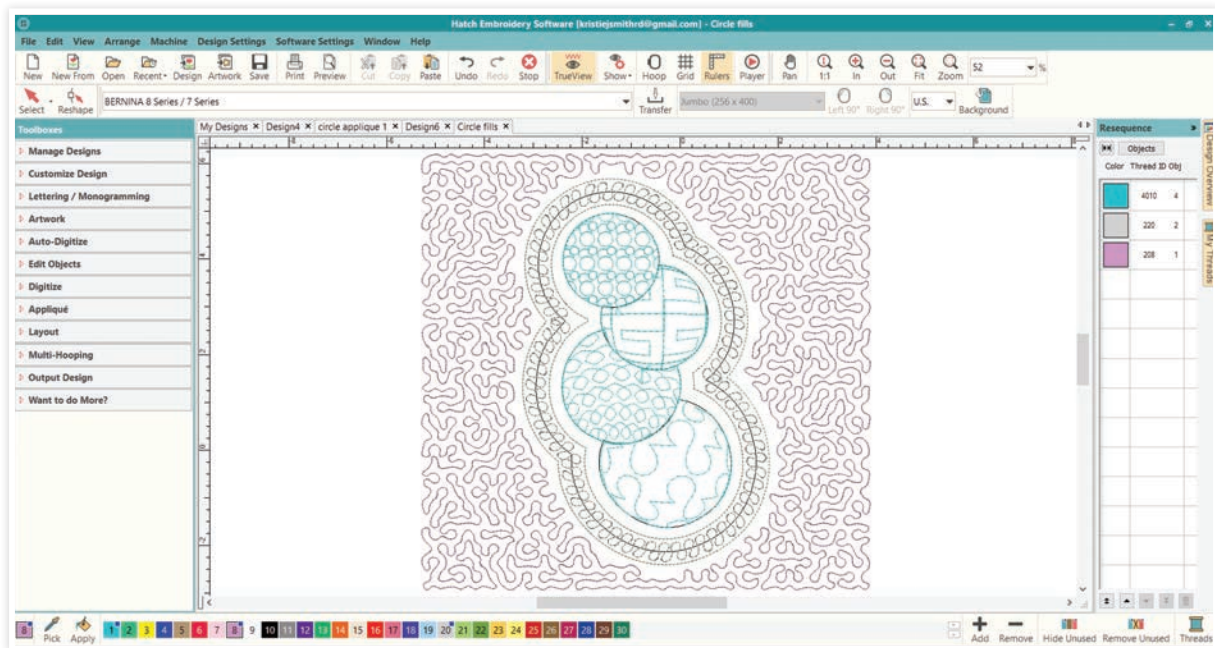 Hatch Embroidery Software [kristiejsmithrd@gmail.com] - Circle fills
File Edit View Arrange Machine Design Settings Software Settings Window Help
New New From Open Recent Design Artwork Save Print Preview Cut Copy Paste Undo Redo Stop TrueView Show Hoop Grid Rulers Player Pan 1:1 In Out Fit Zoom 52 %
Select Reshape BERNINA 8 Series / 7 Series Transfer Jumbo (256 x 400) Left 90° Right 90° U.S. Background
Toolboxes
My Designs × Design4 × circle applique 1 × Design6 × Circle fills ×
Resequence
Manage Designs
Customize Design
Lettering / Monogramming
Artwork
Auto-Digitize
Edit Objects
Digitize
Appliqué
Layout
Multi-Hooping
Output Design
Want to do More?
Objects
Color Thread ID Obj
4010 4
220 2
208 1
Design Overview
My Threads
8 Pick Apply 1 2 3 4 5 6 7 8 9 10 11 12 13 14 15 16 17 18 19 20 21 22 23 24 25 26 27 28 29 30 Add Remove Hide Unused Remove Unused Threads